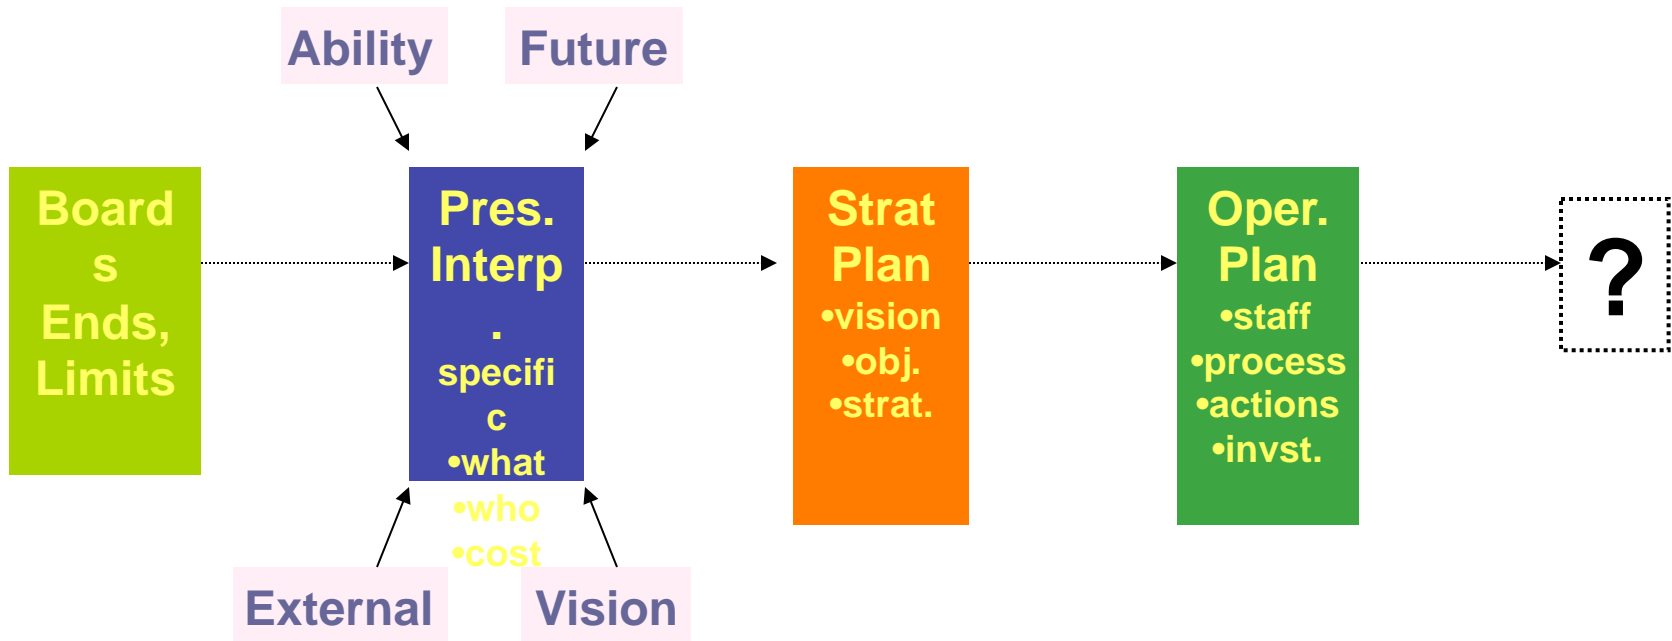 Ability
Future
Board
s
Ends,
Limits
Pres.
Interp
.
specifi
c
•what
•who
•cost
Strat
Plan
•vision
•obj.
•strat.
Oper.
Plan
•staff
•process
•actions
•invst.
?
External
Vision